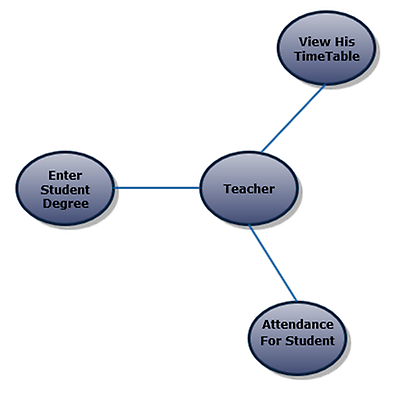 View His
TimeTable
Enter
Student
Degree
Teacher
Attendance
For Student